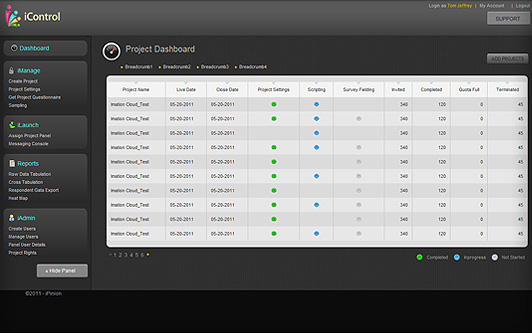 iControl
Login as Tom Jeffrey | My Account | Logout
SUPPORT
Dashboard
iManage
Create Project
Project Settings
Get Project Questionnaire
Sampling
iLaunch
Assign Project Panel
Messaging Console
Reports
Raw Data Tabulation
Cross Tabulation
Respondent Data Export
Heat Map
iAdmin
Create Users
Manage Users
Panel User Details
Project Rights
« Hide Panel
Project Dashboard
Breadcrumb1 Breadcrumb2 Breadcrumb3 Breadcrumb4
ADD PROJECTS
Project Name Live Date Close Date Project Settings Scripting Survey Fielding Invited Completed Quota Full Terminated
Imation Cloud_Test 05-20-2011 05-20-2011 340 120 0 45
Imation Cloud_Test 05-20-2011 05-20-2011 340 120 0 45
Imation Cloud_Test 05-20-2011 05-20-2011 340 120 0 45
Imation Cloud_Test 05-20-2011 05-20-2011 340 120 0 45
Imation Cloud_Test 05-20-2011 05-20-2011 340 120 0 45
Imation Cloud_Test 05-20-2011 05-20-2011 340 120 0 45
Imation Cloud_Test 05-20-2011 05-20-2011 340 120 0 45
Imation Cloud_Test 05-20-2011 05-20-2011 340 120 0 45
Imation Cloud_Test 05-20-2011 05-20-2011 340 120 0 45
Imation Cloud_Test 05-20-2011 05-20-2011 340 120 0 45
1 2 3 4 5 6
Completed Inprogress Not Started
©2011 - iPinion